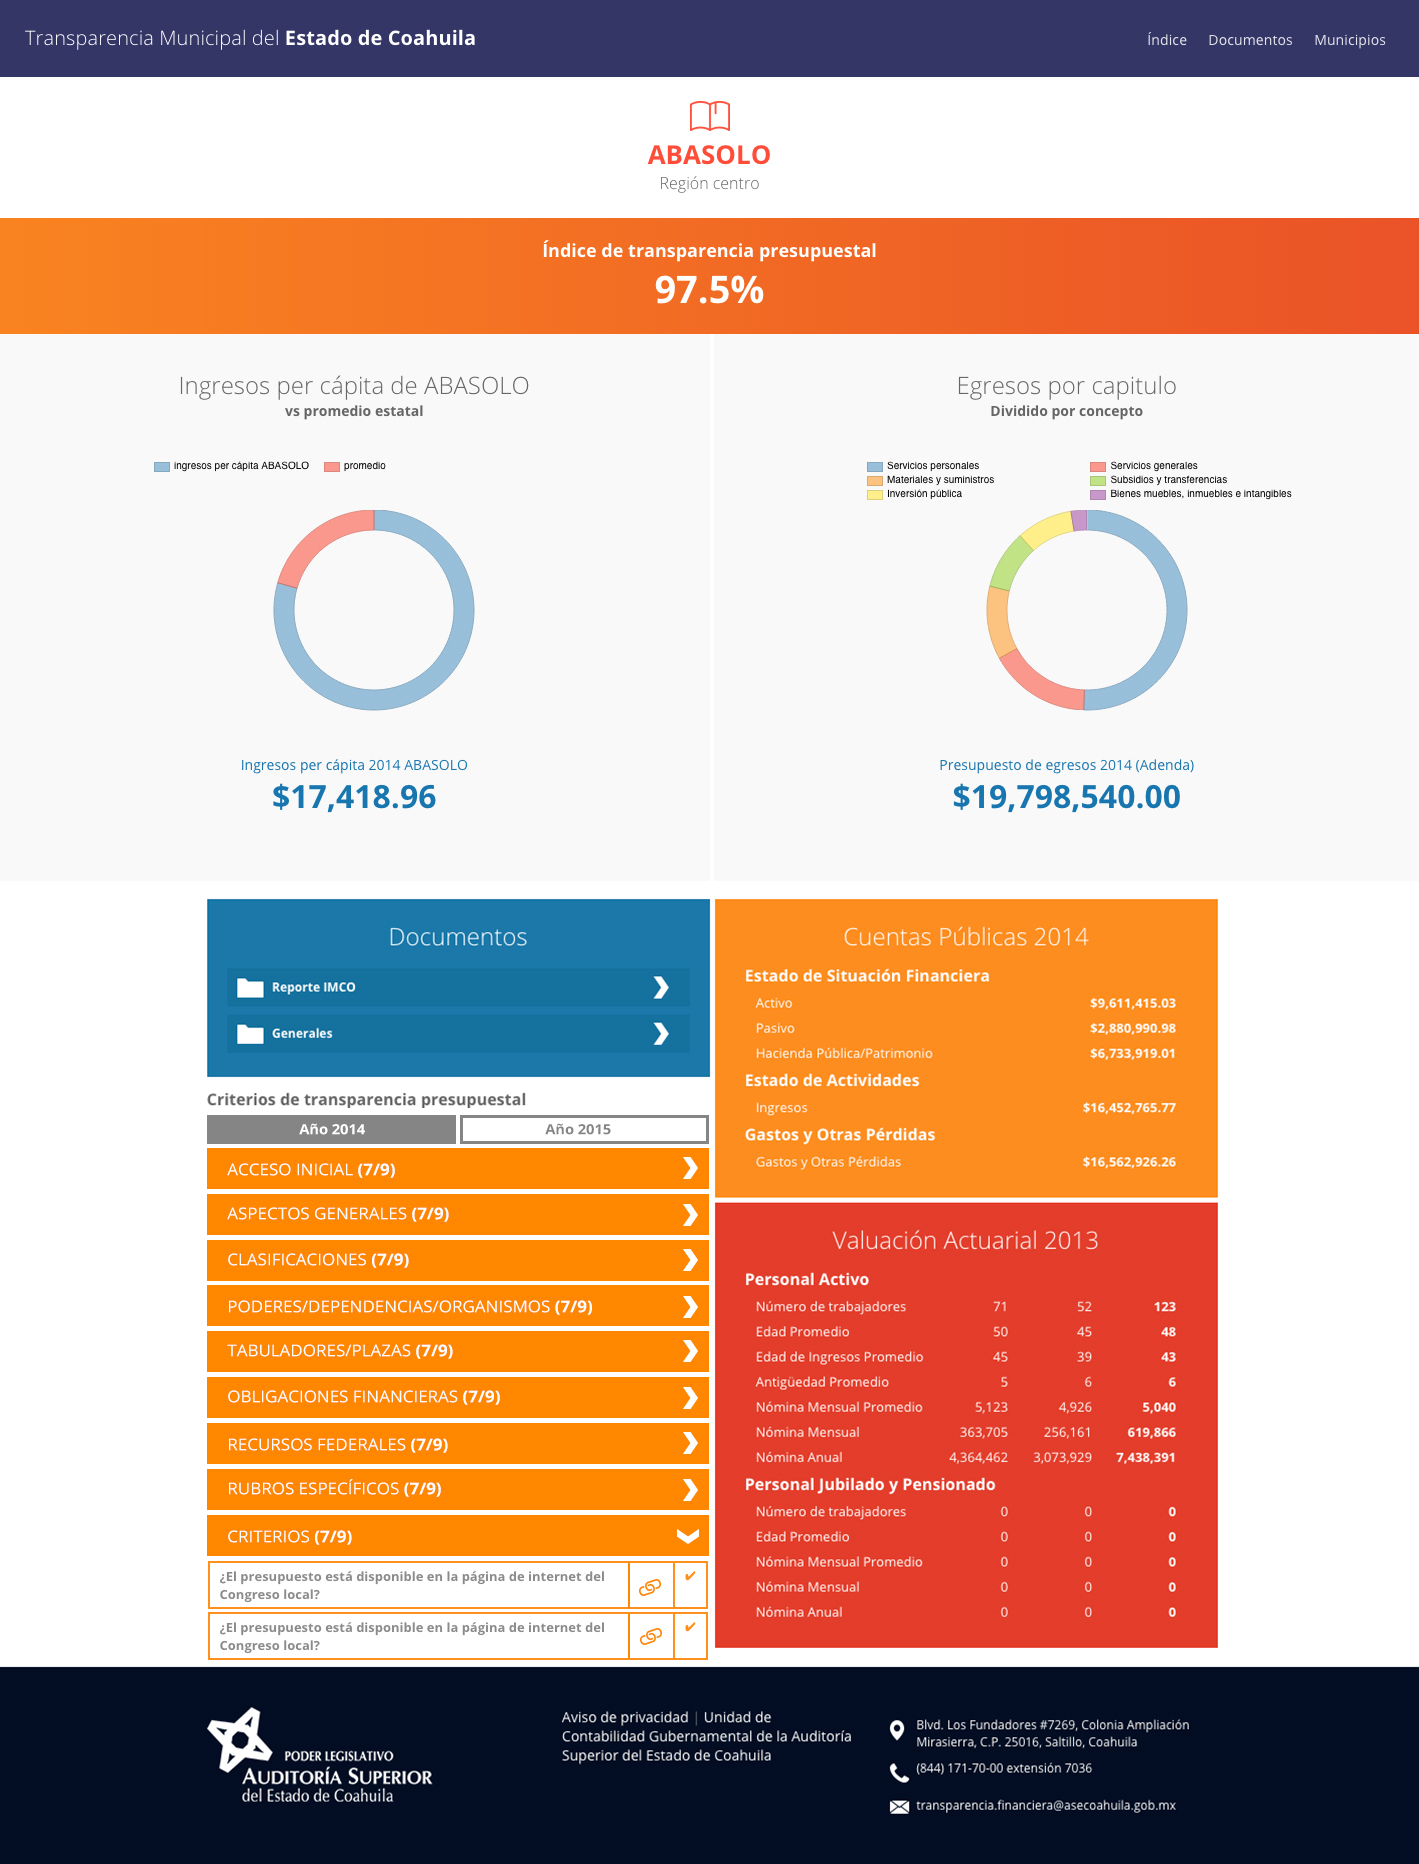 Transparencia Municipal del Estado de Coahuila
Índice Documentos Municipios
ABASOLO
Región centro
Índice de transparencia presupuestal
97.5%
Ingresos per cápita de ABASOLO
vs promedio estatal
ingresos per cápita ABASOLO promedio
Ingresos per cápita 2014 ABASOLO
$17,418.96
Egresos por capitulo
Dividido por concepto
Servicios personales Servicios generales
Materiales y suministros Subsidios y transferencias
Inversión pública Bienes muebles, inmuebles e intangibles
Presupuesto de egresos 2014 (Adenda)
$19,798,540.00
Documentos
Reporte IMCO
Generales
Criterios de transparencia presupuestal
Año 2014 Año 2015
ACCESO INICIAL (7/9)
ASPECTOS GENERALES (7/9)
CLASIFICACIONES (7/9)
PODERES/DEPENDENCIAS/ORGANISMOS (7/9)
TABULADORES/PLAZAS (7/9)
OBLIGACIONES FINANCIERAS (7/9)
RECURSOS FEDERALES (7/9)
RUBROS ESPECÍFICOS (7/9)
CRITERIOS (7/9)
¿El presupuesto está disponible en la página de internet del
Congreso local?
¿El presupuesto está disponible en la página de internet del
Congreso local?
Cuentas Públicas 2014
Estado de Situación Financiera
Activo $9,611,415.03
Pasivo $2,880,990.98
Hacienda Pública/Patrimonio $6,733,919.01
Estado de Actividades
Ingresos $16,452,765.77
Gastos y Otras Pérdidas
Gastos y Otras Pérdidas $16,562,926.26
Valuación Actuarial 2013
Personal Activo
Número de trabajadores 71 52 123
Edad Promedio 50 45 48
Edad de Ingresos Promedio 45 39 43
Antigüedad Promedio 5 6 6
Nómina Mensual Promedio 5,123 4,926 5,040
Nómina Mensual 363,705 256,161 619,866
Nómina Anual 4,364,462 3,073,929 7,438,391
Personal Jubilado y Pensionado
Número de trabajadores 0 0 0
Edad Promedio 0 0 0
Nómina Mensual Promedio 0 0 0
Nómina Mensual 0 0 0
Nómina Anual 0 0 0
PODER LEGISLATIVO
AUDITORÍA SUPERIOR
del Estado de Coahuila
Aviso de privacidad | Unidad de
Contabilidad Gubernamental de la Auditoría
Superior del Estado de Coahuila
Blvd. Los Fundadores #7269, Colonia Ampliación
Mirasierra, C.P. 25016, Saltillo, Coahuila
(844) 171-70-00 extensión 7036
transparencia.financiera@asecoahuila.gob.mx